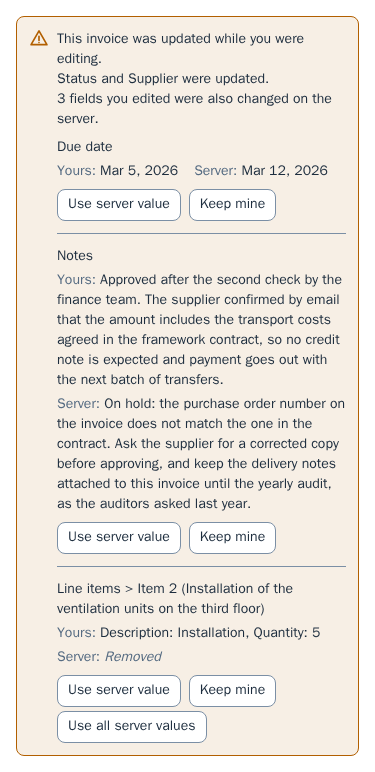 This invoice was updated while you were
editing.
Status and Supplier were updated.
3 fields you edited were also changed on the
server.
Due date
Yours: Mar 5, 2026 Server: Mar 12, 2026
Use server value Keep mine
Notes
Yours: Approved after the second check by the
finance team. The supplier confirmed by email
that the amount includes the transport costs
agreed in the framework contract, so no credit
note is expected and payment goes out with
the next batch of transfers.
Server: On hold: the purchase order number on
the invoice does not match the one in the
contract. Ask the supplier for a corrected copy
before approving, and keep the delivery notes
attached to this invoice until the yearly audit,
as the auditors asked last year.
Use server value Keep mine
Line items > Item 2 (Installation of the
ventilation units on the third floor)
Yours: Description: Installation, Quantity: 5
Server: Removed
Use server value Keep mine
Use all server values